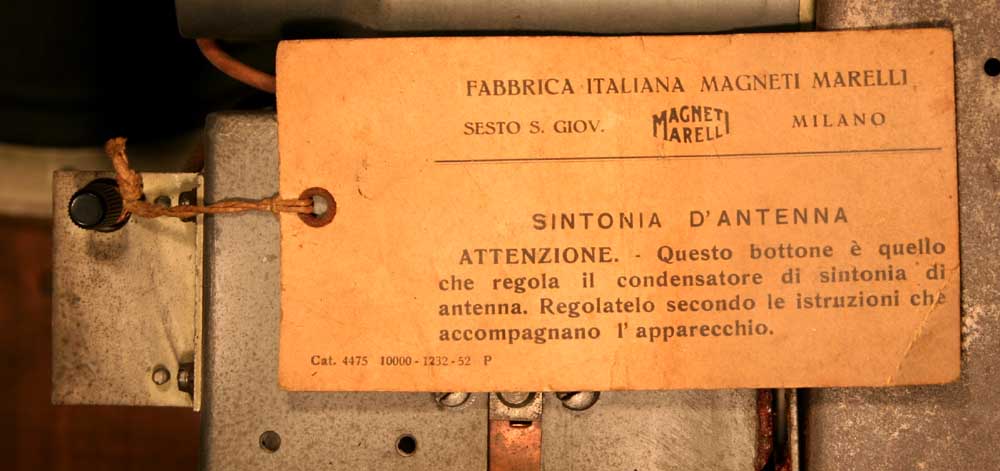 FABBRICA ITALIANA MAGNETI MARELLI
SESTO S. GIOV. MAGNETI MARELLI MILANO
SINTONIA D'ANTENNA
ATTENZIONE. - Questo bottone è quello
che regola il condensatore di sintonia di
antenna. Regolatelo secondo le istruzioni che
accompagnano l'apparecchio.
Cat. 4475 10000-1232-52 P